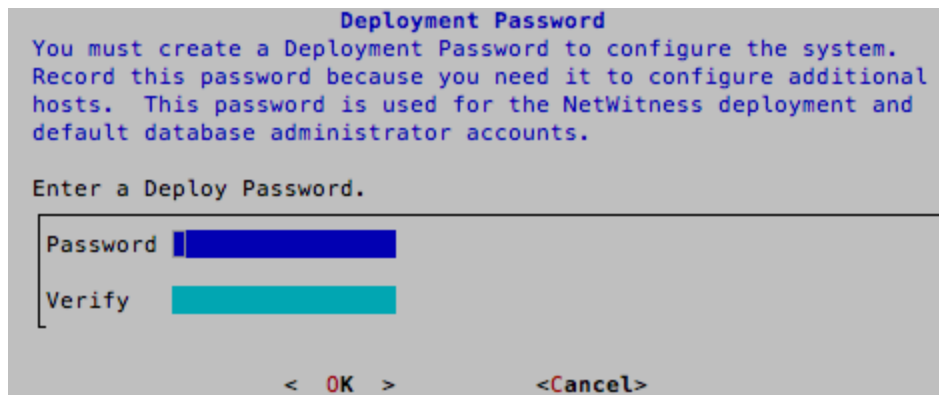 Deployment Password
You must create a Deployment Password to configure the system.
Record this password because you need it to configure additional
hosts.  This password is used for the NetWitness deployment and
default database administrator accounts.
Enter a Deploy Password.
Password
Verify
<  OK  >          <Cancel>